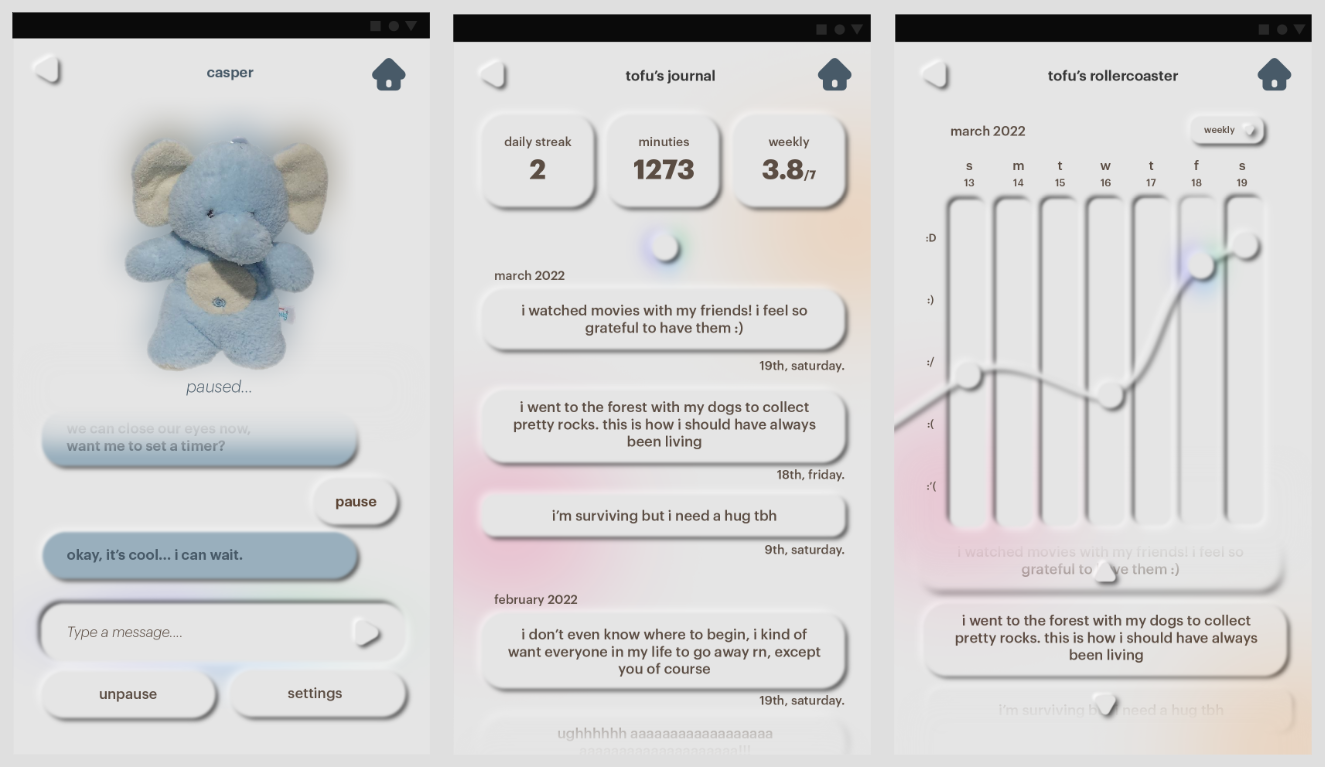 casper
paused...
we can close our eyes now,
want me to set a timer?
pause
okay, it's cool... i can wait.
Type a message....
unpause
settings
tofu's journal
daily streak
2
minuties
1273
weekly
3.8/7
march 2022
i watched movies with my friends! i feel so
grateful to have them :)
19th, saturday.
i went to the forest with my dogs to collect
pretty rocks. this is how i should have always
been living
18th, friday.
i'm surviving but i need a hug tbh
9th, saturday.
february 2022
i don't even know where to begin, i kind of
want everyone in my life to go away rn, except
you of course
19th, saturday.
ughhhhhh aaaaaaaaaaaaaaaaaa
tofu's rollercoaster
march 2022
weekly
s m t w t f s
13 14 15 16 17 18 19
:D
:)
:/
:(
:'(
i watched movies with my friends! i feel so
grateful to them :)
i went to the forest with my dogs to collect
pretty rocks. this is how i should have always
been living
i'm surviving need a hug tbh